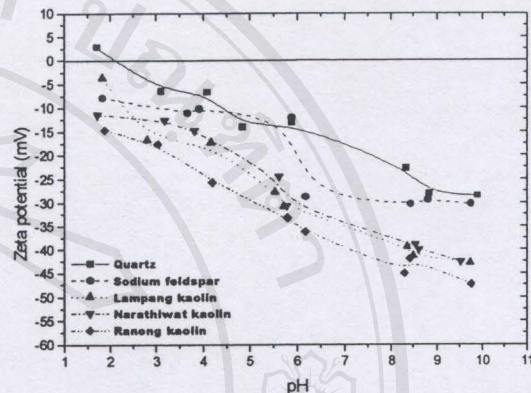 10
5
0
-5
-10
-15
-20
-25
-30
-35
-40
-45
-50
-55
-60
Zeta potential (mV)
Quartz
Sodium feldspar
Lampang kaolin
Narathiwat kaolin
Ranong kaolin
1 2 3 4 5 6 7 8 9 10 11
pH